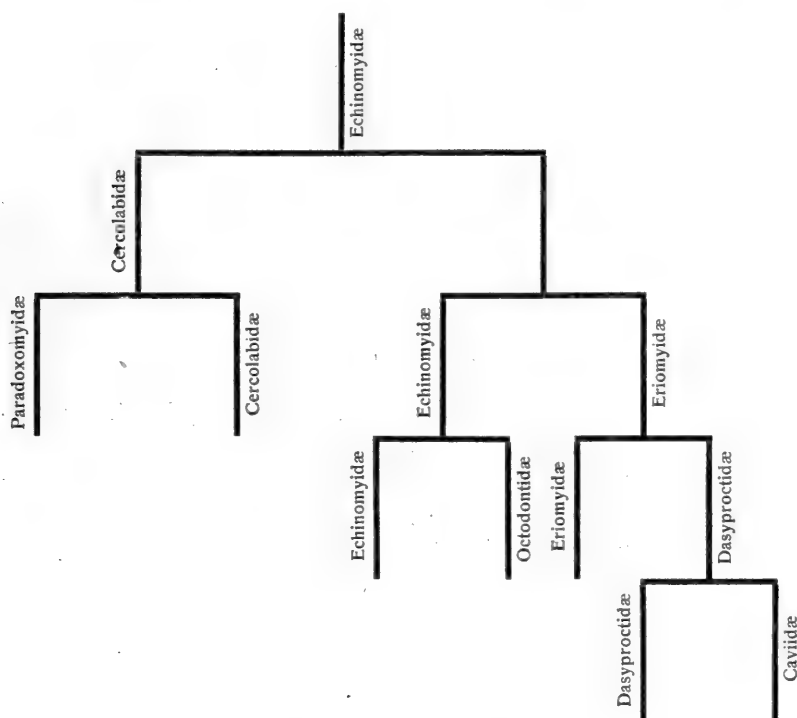 Echinomyidæ
Cercolabidæ
Paradoxomyidæ
Cercolabidæ
Echinomyidæ
Eriomyidæ
Echinomyidæ
Octodontidæ
Eriomyidæ
Dasyproctidæ
Dasyproctidæ
Caviidæ